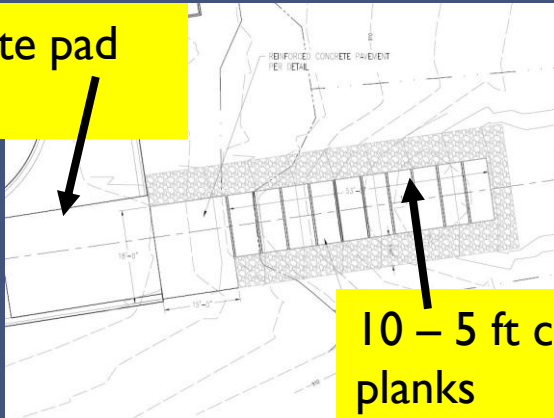 te pad
REINFORCED CONCRETE PAVEMENT
PER DETAIL
10 – 5 ft c
planks